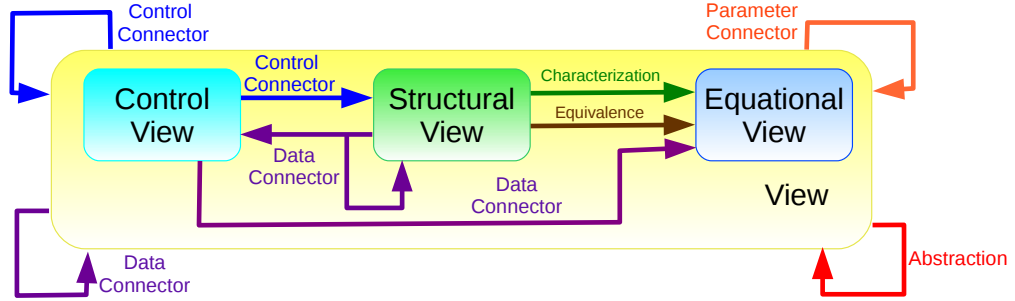 Control
Connector
Parameter
Connector
Control
Connector
Control
View
Structural
View
Characterization
Equivalence
Equational
View
Data
Connector
Data
Connector
View
Data
Connector
Abstraction